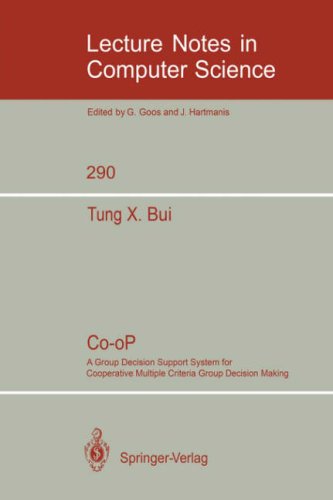 Lecture Notes in
Computer Science
Edited by G. Goos and J. Hartmanis
290
Tung X. Bui
Co-oP
A Group Decision Support System for
Cooperative Multiple Criteria Group Decision Making
Springer-Verlag